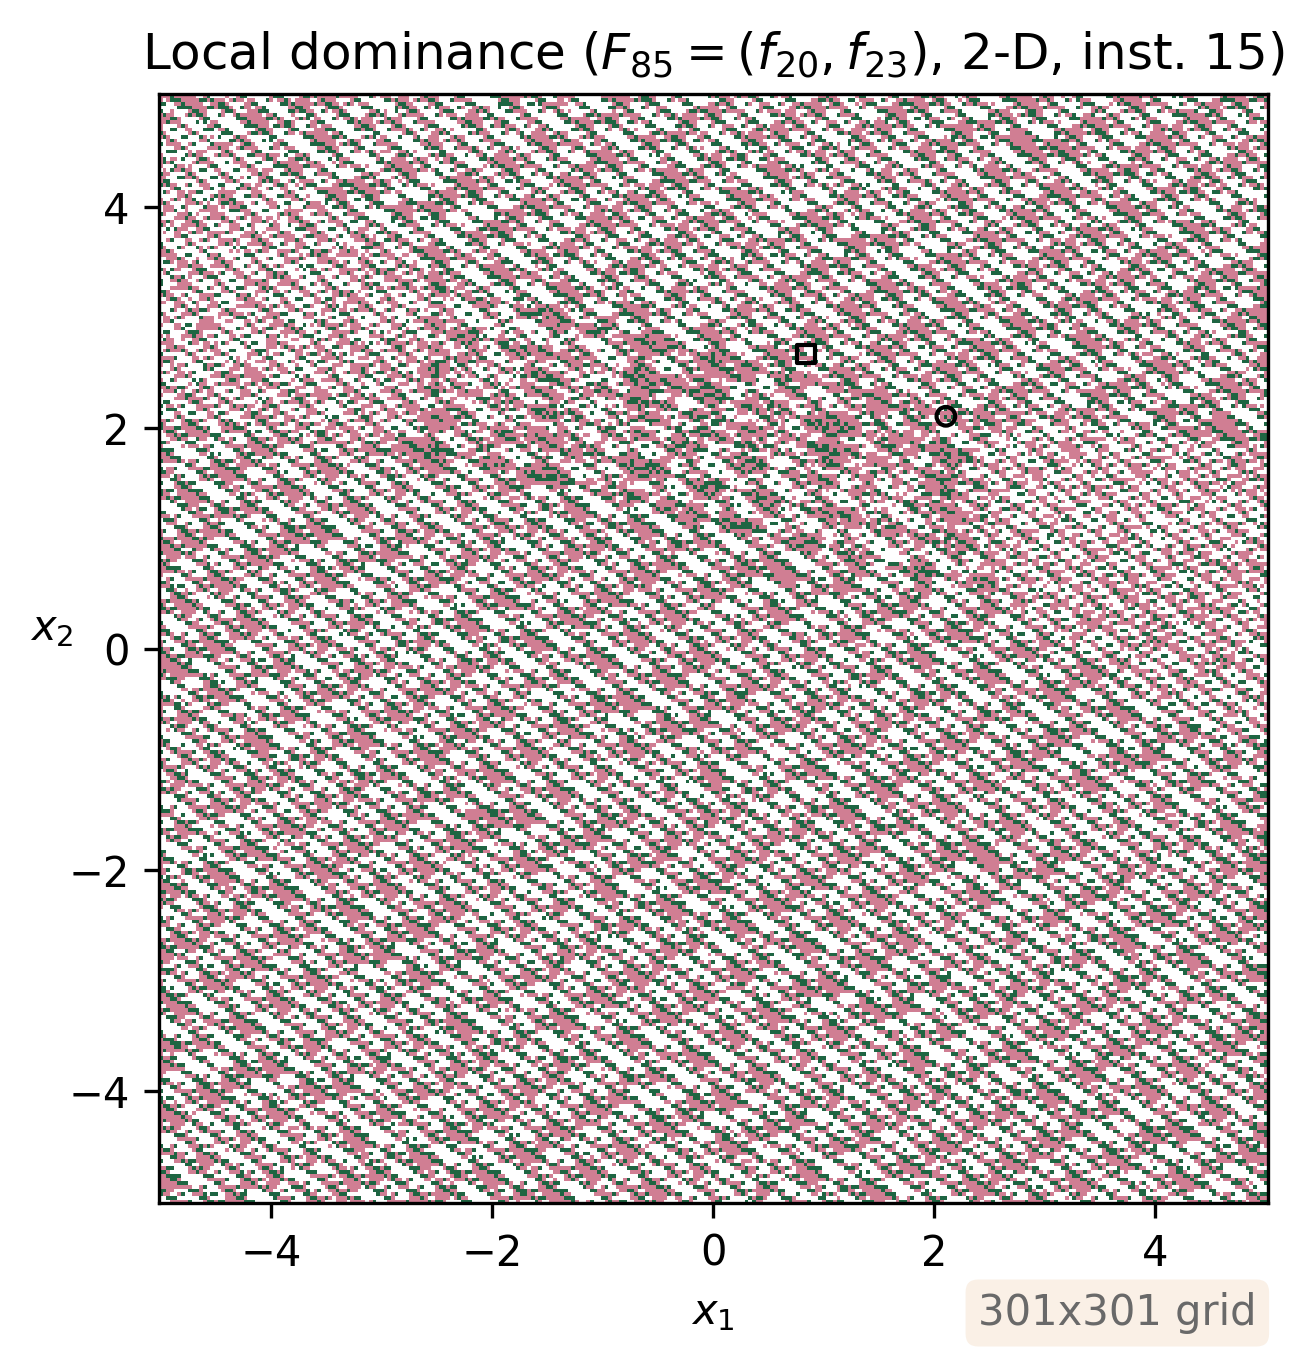 Local dominance (F₈₅ = (f₂₀, f₂₃), 2-D, inst. 15)
4
2
x₂
0
−2
−4
−4 −2 0 2 4
x₁
301x301 grid